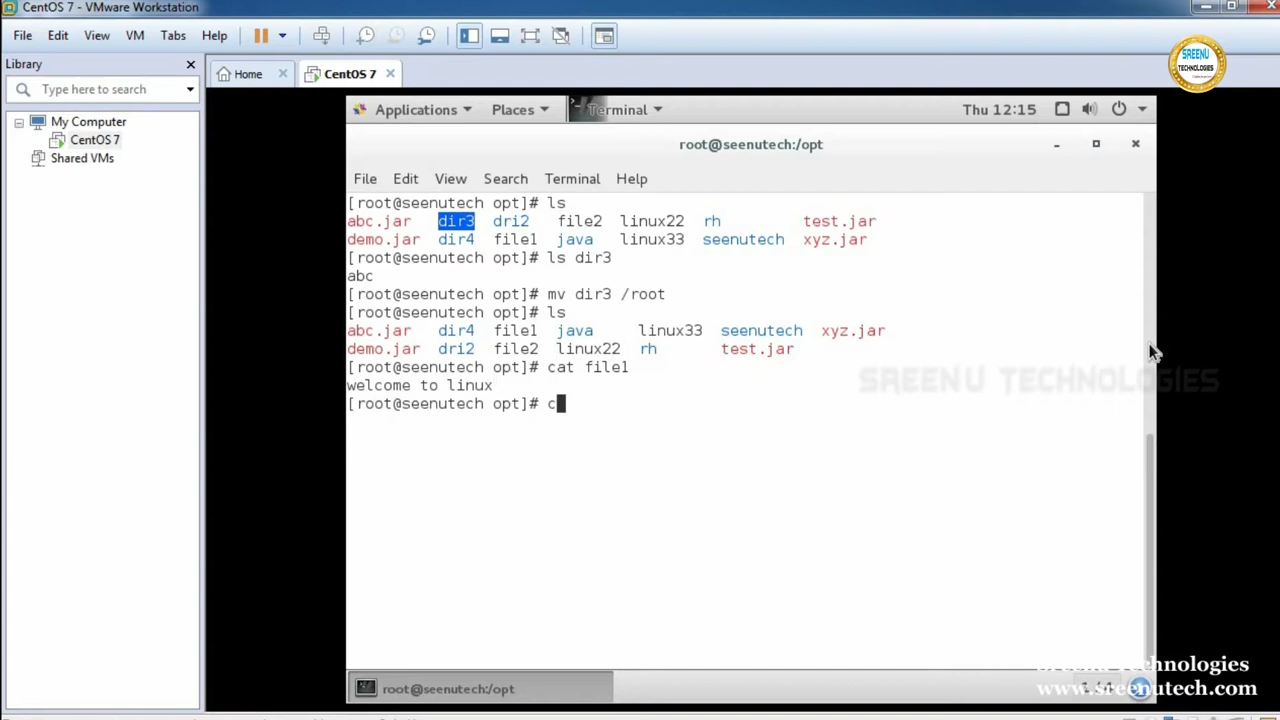 CentOS 7 - VMware Workstation
File Edit View VM Tabs Help
SREENU
TECHNOLOGIES
Library
Home
CentOS 7
Type here to search
My Computer
CentOS 7
Shared VMs
Applications Places Terminal Thu 12:15
root@seenutech:/opt
File Edit View Search Terminal Help
[root@seenutech opt]# ls
abc.jar dir3 dri2 file2 linux22 rh test.jar
demo.jar dir4 file1 java linux33 seenutech xyz.jar
[root@seenutech opt]# ls dir3
abc
[root@seenutech opt]# mv dir3 /root
[root@seenutech opt]# ls
abc.jar dir4 file1 java linux33 seenutech xyz.jar
demo.jar dri2 file2 linux22 rh test.jar
[root@seenutech opt]# cat file1
welcome to linux
[root@seenutech opt]# c
SREENU TECHNOLOGIES
root@seenutech:/opt
Sreenu Technologies
www.sreenutech.com